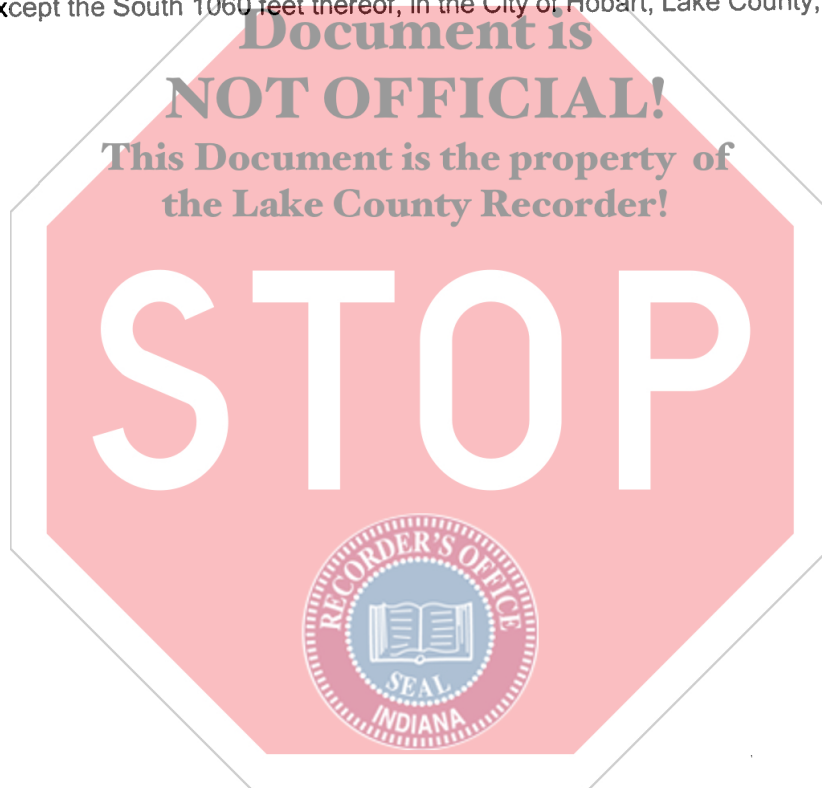 xcept the South 1060 feet thereof, in the City of Hobart, Lake County,
Document is
NOT OFFICIAL!
This Document is the property of
the Lake County Recorder!
STOP
RECORDER'S OFFICE
SEAL
INDIANA